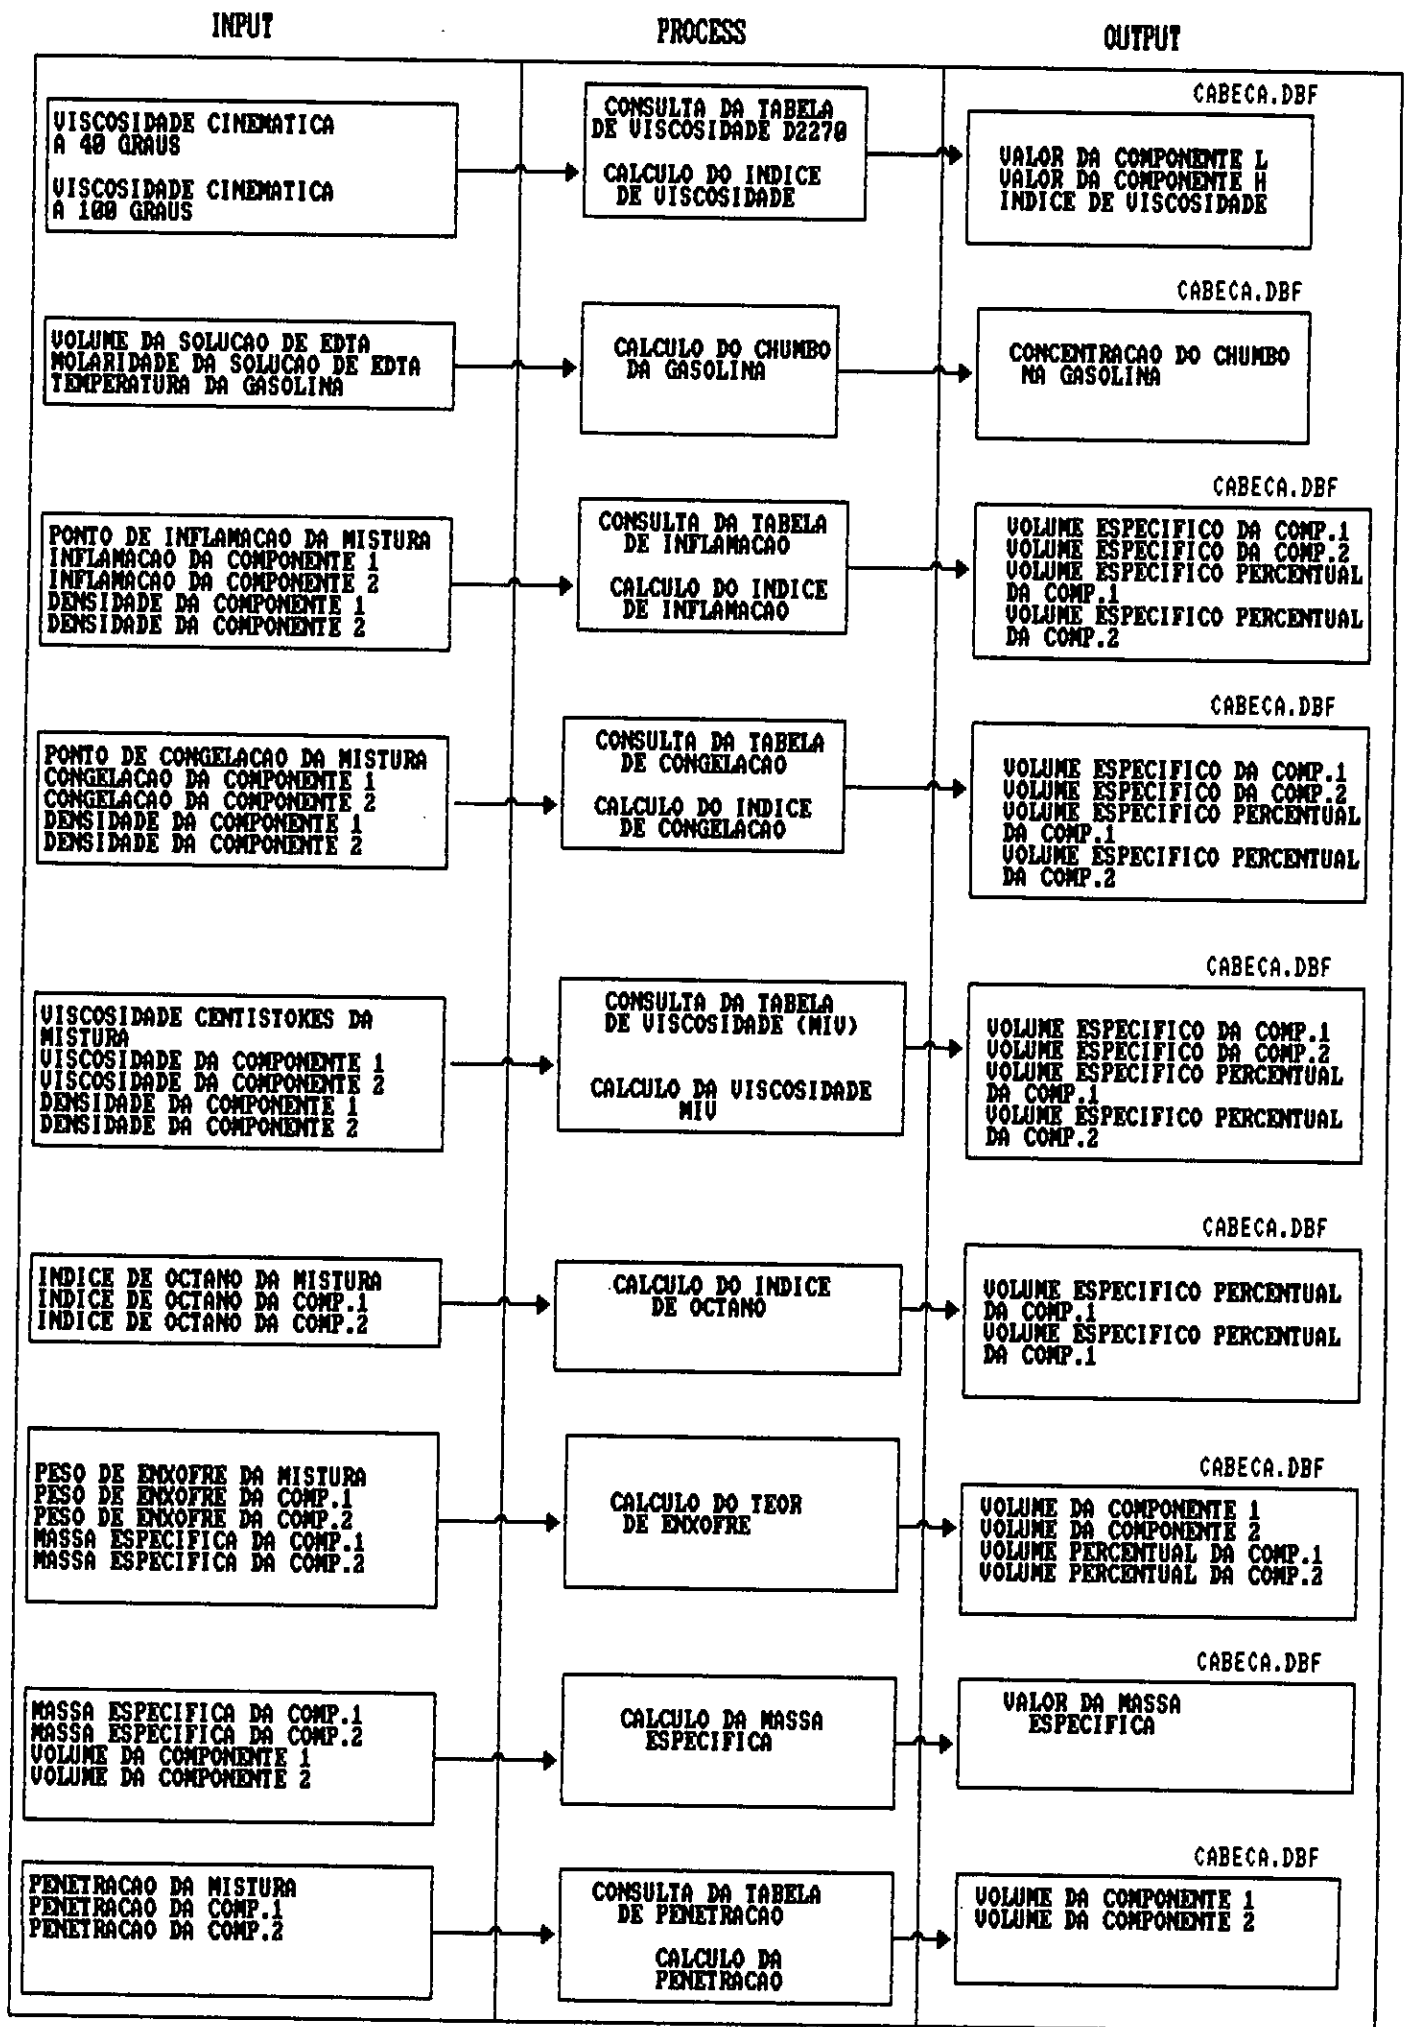 INPUT
PROCESS
OUTPUT
VISCOSIDADE CINEMATICA
A 40 GRAUS
VISCOSIDADE CINEMATICA
A 100 GRAUS
CONSULTA DA TABELA
DE VISCOSIDADE D2270
CALCULO DO INDICE
DE VISCOSIDADE
CABECA.DBF
VALOR DA COMPONENTE L
VALOR DA COMPONENTE H
INDICE DE VISCOSIDADE
VOLUME DA SOLUCAO DE EDTA
MOLARIDADE DA SOLUCAO DE EDTA
TEMPERATURA DA GASOLINA
CALCULO DO CHUMBO
DA GASOLINA
CABECA.DBF
CONCENTRACAO DO CHUMBO
NA GASOLINA
PONTO DE INFLAMACAO DA MISTURA
INFLAMACAO DA COMPONENTE 1
INFLAMACAO DA COMPONENTE 2
DENSIDADE DA COMPONENTE 1
DENSIDADE DA COMPONENTE 2
CONSULTA DA TABELA
DE INFLAMACAO
CALCULO DO INDICE
DE INFLAMACAO
CABECA.DBF
VOLUME ESPECIFICO DA COMP.1
VOLUME ESPECIFICO DA COMP.2
VOLUME ESPECIFICO PERCENTUAL
DA COMP.1
VOLUME ESPECIFICO PERCENTUAL
DA COMP.2
PONTO DE CONGELACAO DA MISTURA
CONGELACAO DA COMPONENTE 1
CONGELACAO DA COMPONENTE 2
DENSIDADE DA COMPONENTE 1
DENSIDADE DA COMPONENTE 2
CONSULTA DA TABELA
DE CONGELACAO
CALCULO DO INDICE
DE CONGELACAO
CABECA.DBF
VOLUME ESPECIFICO DA COMP.1
VOLUME ESPECIFICO DA COMP.2
VOLUME ESPECIFICO PERCENTUAL
DA COMP.1
VOLUME ESPECIFICO PERCENTUAL
DA COMP.2
VISCOSIDADE CENTISTOKES DA
MISTURA
VISCOSIDADE DA COMPONENTE 1
VISCOSIDADE DA COMPONENTE 2
DENSIDADE DA COMPONENTE 1
DENSIDADE DA COMPONENTE 2
CONSULTA DA TABELA
DE VISCOSIDADE (MIV)
CALCULO DA VISCOSIDADE
MIV
CABECA.DBF
VOLUME ESPECIFICO DA COMP.1
VOLUME ESPECIFICO DA COMP.2
VOLUME ESPECIFICO PERCENTUAL
DA COMP.1
VOLUME ESPECIFICO PERCENTUAL
DA COMP.2
INDICE DE OCTANO DA MISTURA
INDICE DE OCTANO DA COMP.1
INDICE DE OCTANO DA COMP.2
CALCULO DO INDICE
DE OCTANO
CABECA.DBF
VOLUME ESPECIFICO PERCENTUAL
DA COMP.1
VOLUME ESPECIFICO PERCENTUAL
DA COMP.1
PESO DE ENXOFRE DA MISTURA
PESO DE ENXOFRE DA COMP.1
PESO DE ENXOFRE DA COMP.2
MASSA ESPECIFICA DA COMP.1
MASSA ESPECIFICA DA COMP.2
CALCULO DO TEOR
DE ENXOFRE
CABECA.DBF
VOLUME DA COMPONENTE 1
VOLUME DA COMPONENTE 2
VOLUME PERCENTUAL DA COMP.1
VOLUME PERCENTUAL DA COMP.2
MASSA ESPECIFICA DA COMP.1
MASSA ESPECIFICA DA COMP.2
VOLUME DA COMPONENTE 1
VOLUME DA COMPONENTE 2
CALCULO DA MASSA
ESPECIFICA
CABECA.DBF
VALOR DA MASSA
ESPECIFICA
PENETRACAO DA MISTURA
PENETRACAO DA COMP.1
PENETRACAO DA COMP.2
CONSULTA DA TABELA
DE PENETRACAO
CALCULO DA
PENETRACAO
CABECA.DBF
VOLUME DA COMPONENTE 1
VOLUME DA COMPONENTE 2